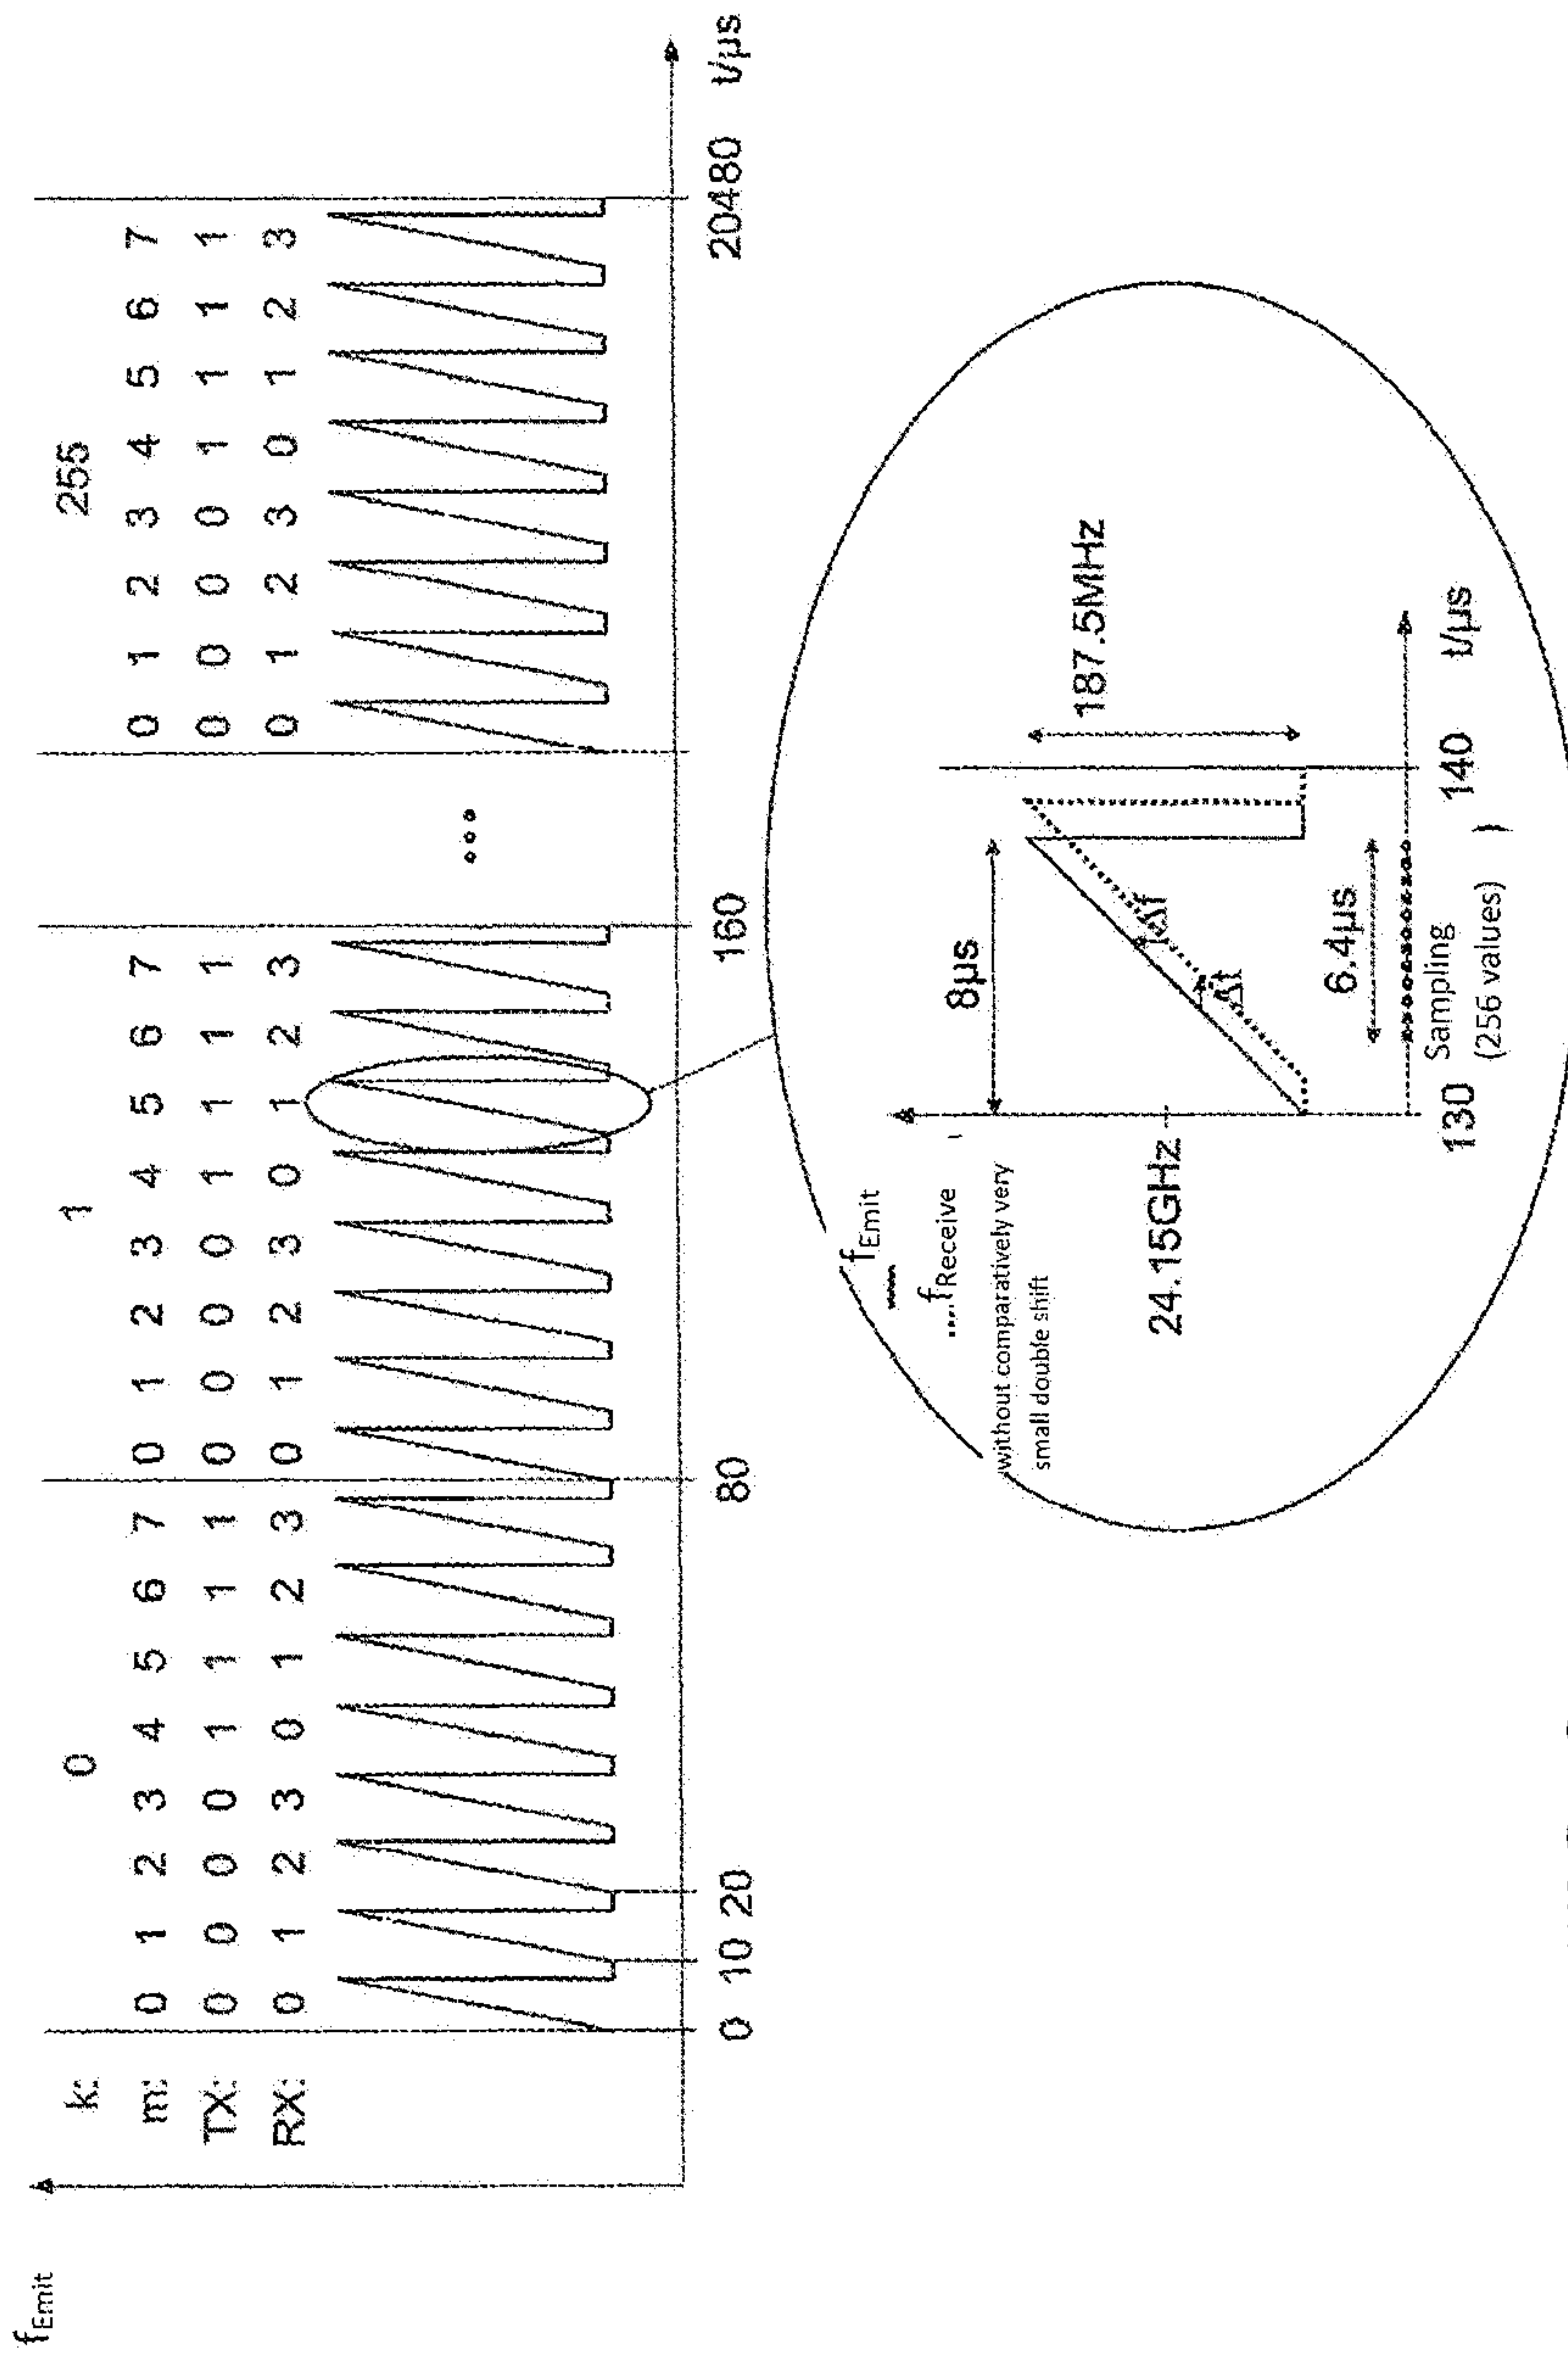 f Emit
k: 0 1 255
m: 0 1 2 3 4 5 6 7 0 1 2 3 4 5 6 7 0 1 2 3 4 5 6 7
TX: 0 0 0 0 1 1 1 1 0 0 0 0 1 1 1 1 0 0 0 0 1 1 1 1
RX: 0 1 2 3 0 1 2 3 0 1 2 3 0 1 2 3 0 1 2 3 0 1 2 3
...
0 10 20 80 160 20480 t/µs
f Emit
.... f Receive
without comparatively very
small double shift
8µs
24.15GHz
187.5MHz
Δf
Δt
6.4µs
130 140 t/µs
Sampling
(256 values) )